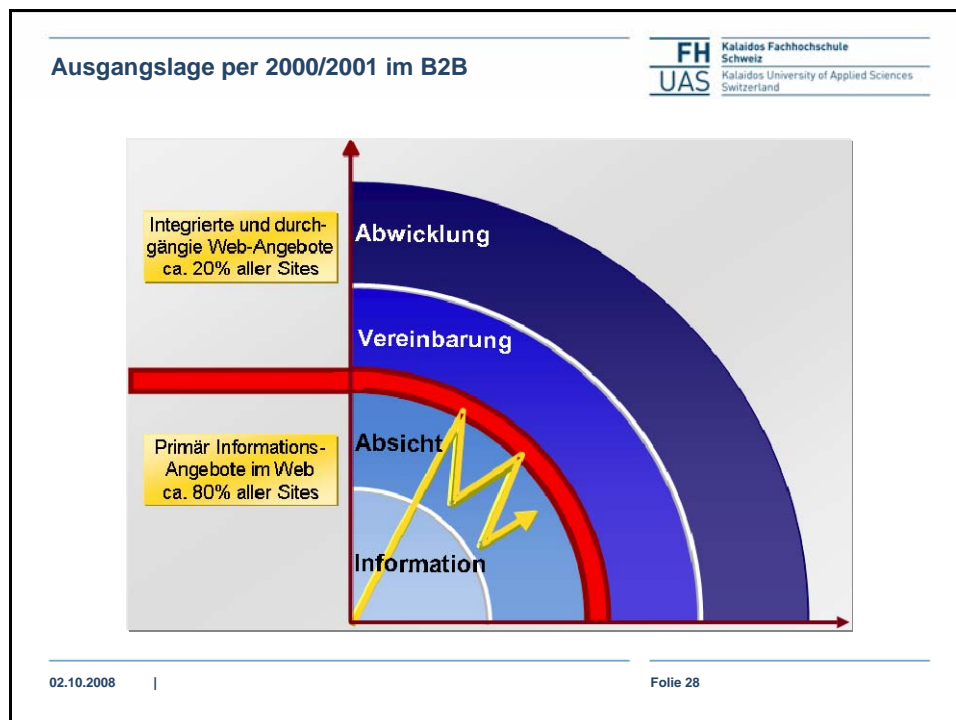 Ausgangslage per 2000/2001 im B2B
FH
UAS
Kalaidos Fachhochschule
Schweiz
Kalaidos University of Applied Sciences
Switzerland
Integrierte und durch-
gängie Web-Angebote
ca. 20% aller Sites
Abwicklung
Vereinbarung
Primär Informations-
Angebote im Web
ca. 80% aller Sites
Absicht
Information
02.10.2008 |
Folie 28